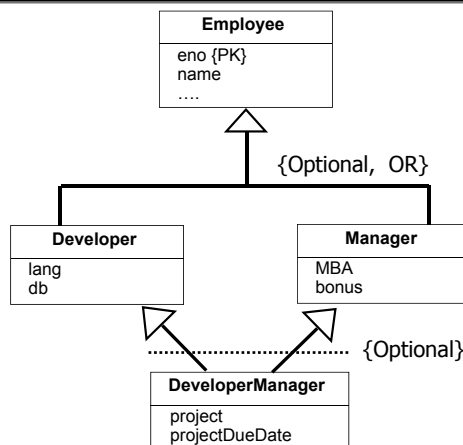 Employee
eno {PK}
name
….
{Optional, OR}
Developer
lang
db
Manager
MBA
bonus
{Optional}
DeveloperManager
project
projectDueDate